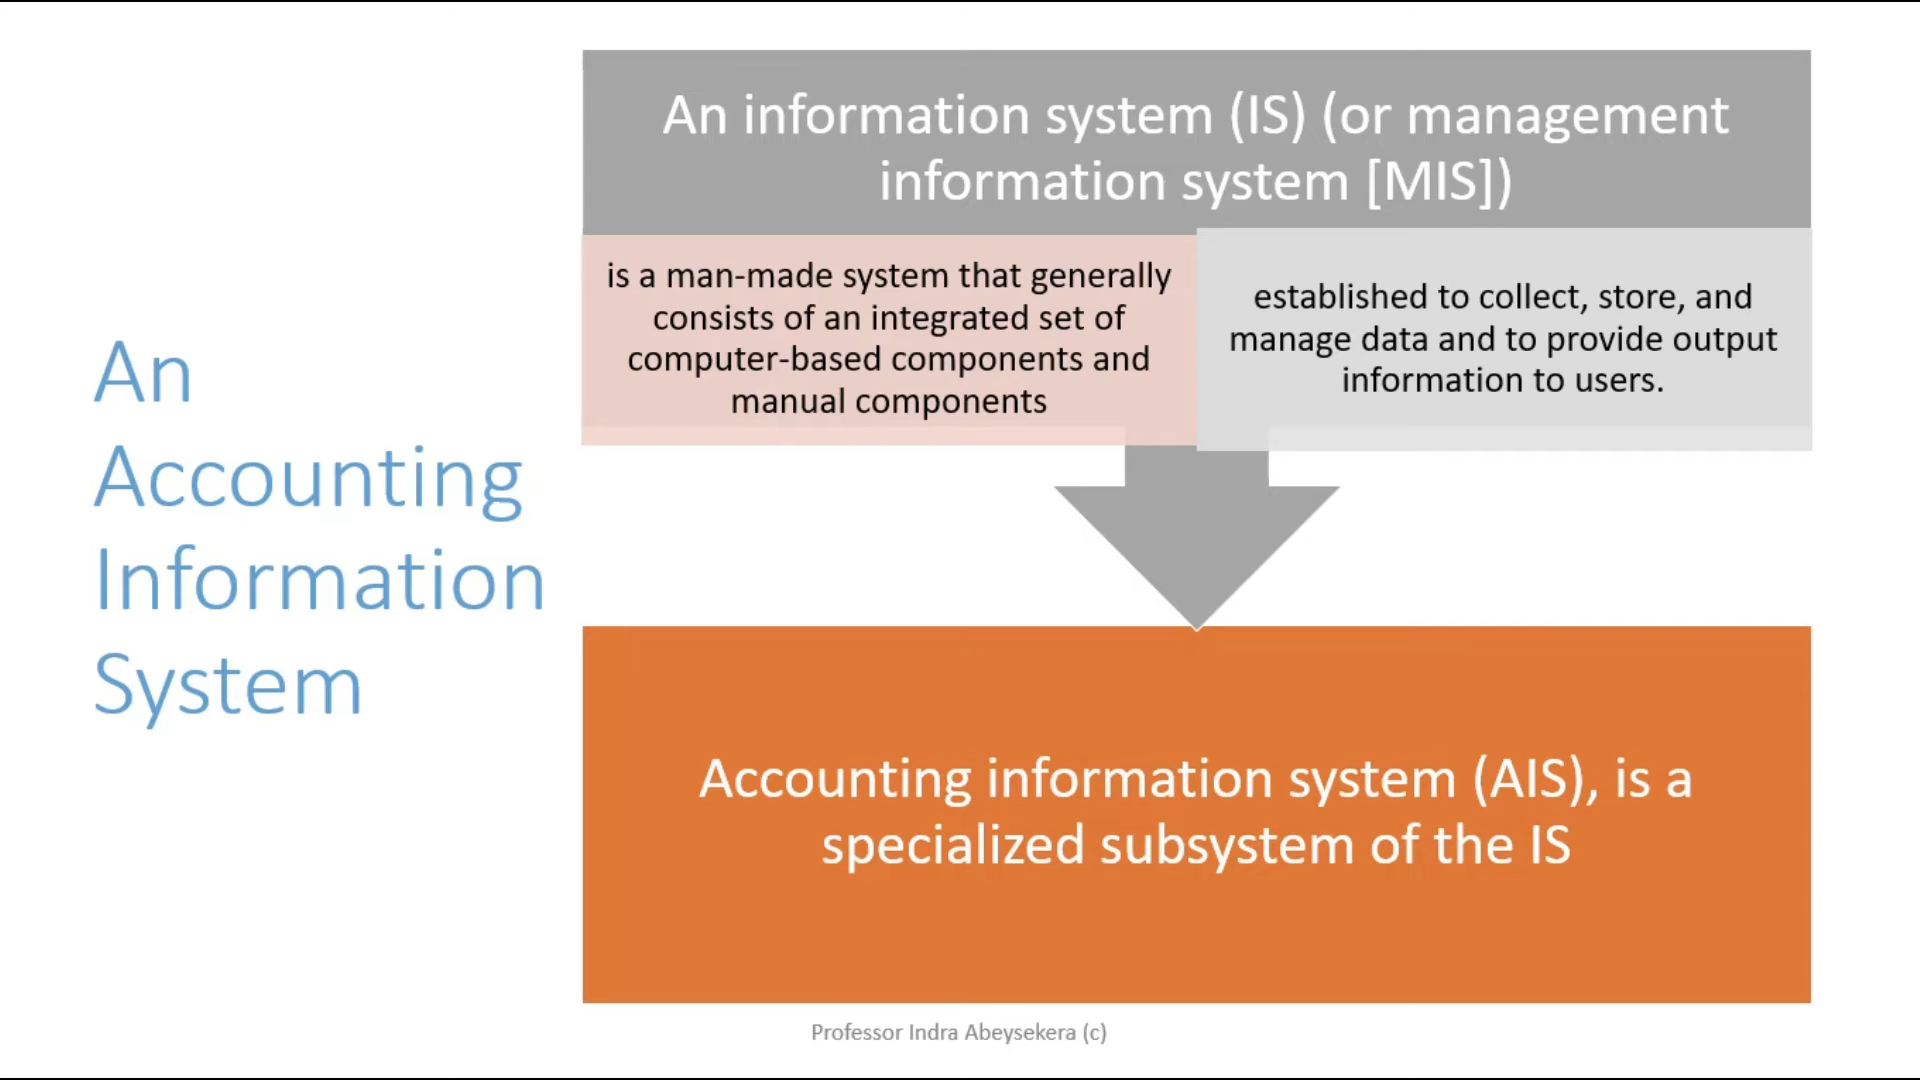 An
Accounting
Information
System
An information system (IS) (or management
information system [MIS])
is a man-made system that generally
consists of an integrated set of
computer-based components and
manual components
established to collect, store, and
manage data and to provide output
information to users.
Accounting information system (AIS), is a
specialized subsystem of the IS
Professor Indra Abeysekera (c)